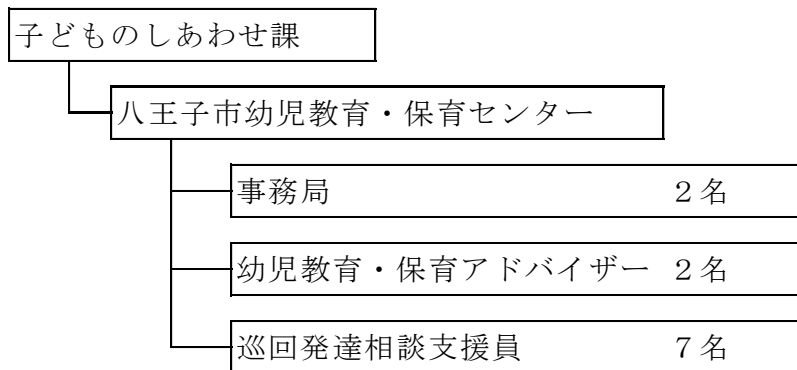 子どものしあわせ課
八王子市幼児教育・保育センター
事務局 ２名
幼児教育・保育アドバイザー ２名
巡回発達相談支援員 ７名